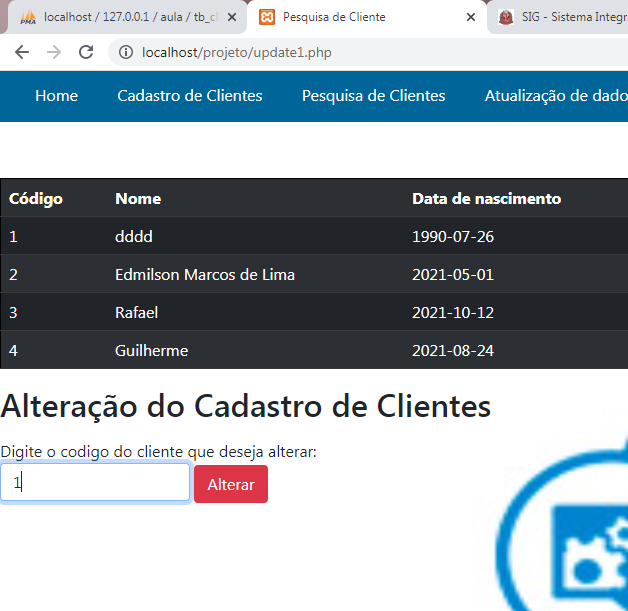 PMA localhost / 127.0.0.1 / aula / tb_cl
Pesquisa de Cliente
SIG - Sistema Integr
localhost/projeto/update1.php
Home Cadastro de Clientes Pesquisa de Clientes Atualização de dado
Código Nome Data de nascimento
1 dddd 1990-07-26
2 Edmilson Marcos de Lima 2021-05-01
3 Rafael 2021-10-12
4 Guilherme 2021-08-24
Alteração do Cadastro de Clientes
Digite o codigo do cliente que deseja alterar:
1 Alterar